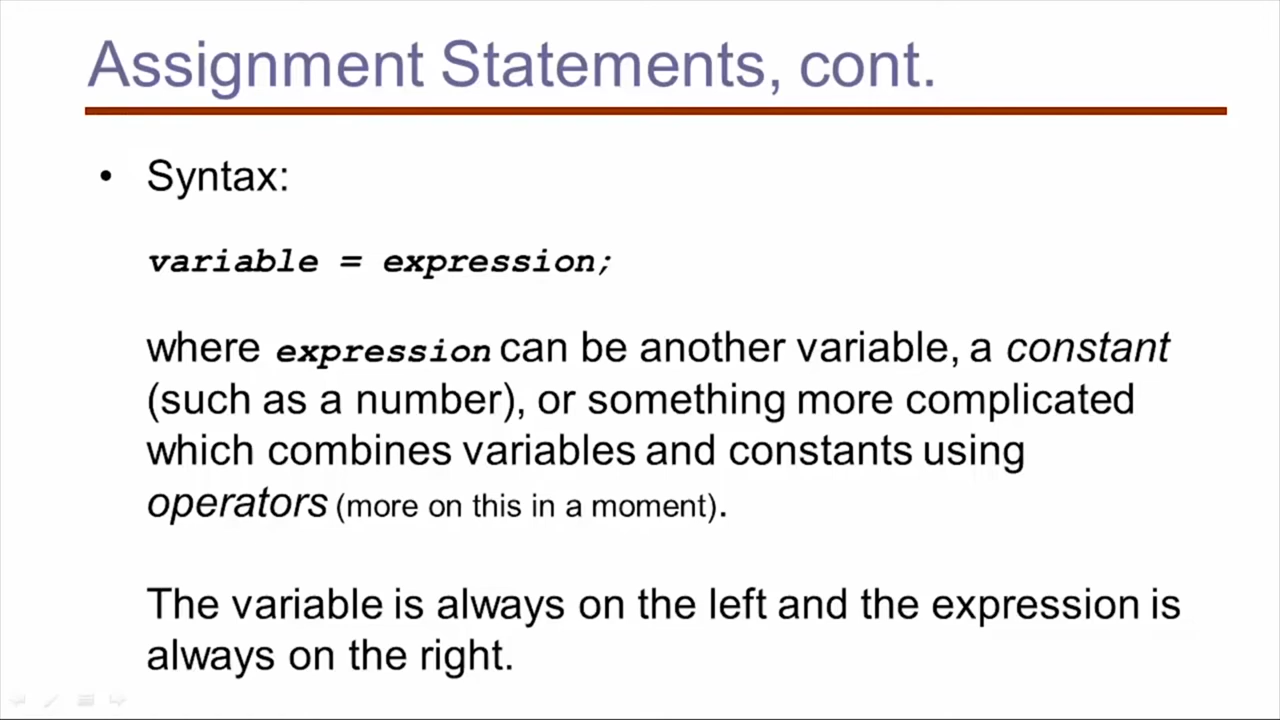 Assignment Statements, cont.
• Syntax:
variable = expression;
where expression can be another variable, a constant
(such as a number), or something more complicated
which combines variables and constants using
operators (more on this in a moment).
The variable is always on the left and the expression is
always on the right.